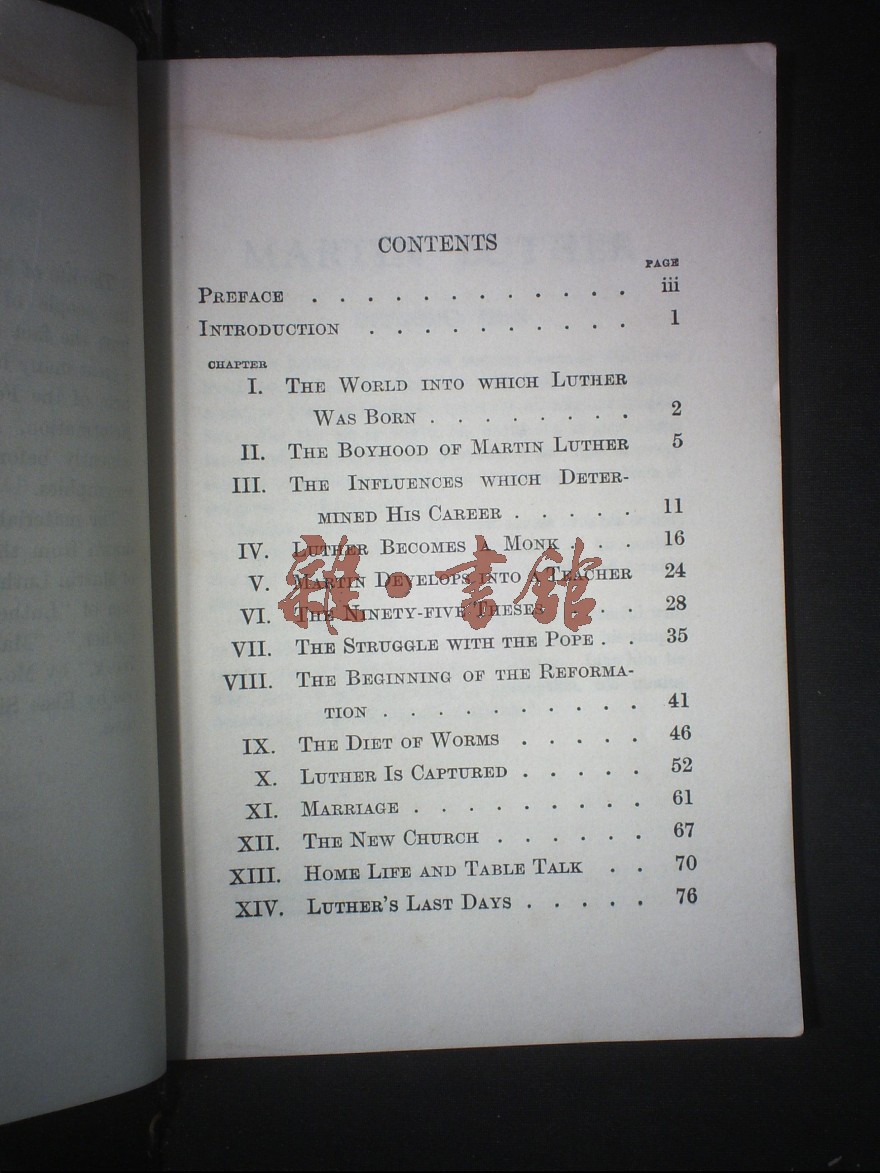 CONTENTS
PAGE
PREFACE . . . . . . . . . . . . . iii
INTRODUCTION . . . . . . . . . . 1
CHAPTER
I. THE WORLD INTO WHICH LUTHER
WAS BORN . . . . . . . . 2
II. THE BOYHOOD OF MARTIN LUTHER 5
III. THE INFLUENCES WHICH DETER-
MINED HIS CAREER . . . . . 11
IV. LUTHER BECOMES A MONK . . . 16
V. MARTIN DEVELOPS INTO A TEACHER 24
VI. THE NINETY-FIVE THESES . . . . 28
VII. THE STRUGGLE WITH THE POPE . . 35
VIII. THE BEGINNING OF THE REFORMA-
TION . . . . . . . . . . 41
IX. THE DIET OF WORMS . . . . . 46
X. LUTHER IS CAPTURED . . . . . 52
XI. MARRIAGE . . . . . . . . . 61
XII. THE NEW CHURCH . . . . . . 67
XIII. HOME LIFE AND TABLE TALK . . 70
XIV. LUTHER'S LAST DAYS . . . . . 76
雜·書館